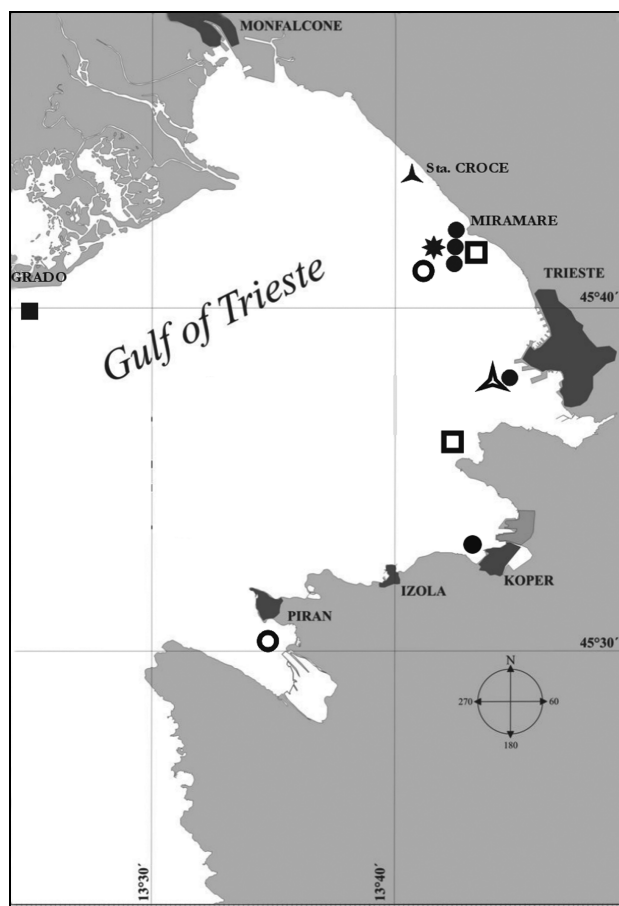 MONFALCONE
Sta. CROCE
MIRAMARE
GRADO
TRIESTE
Gulf of Trieste
45°40´
KOPER
IZOLA
PIRAN
45°30´
N
270
60
180
13°30´
13°40´